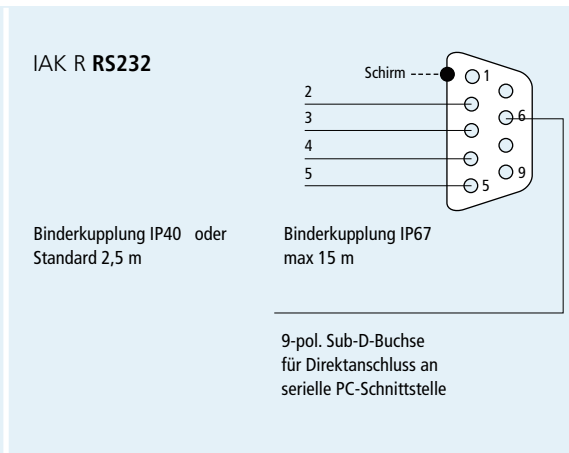 IAK R RS232
Schirm
1
2
3
6
4
9
5
5
Binderkupplung IP40 oder
Standard 2,5 m
Binderkupplung IP67
max 15 m
9-pol. Sub-D-Buchse
für Direktanschluss an
serielle PC-Schnittstelle